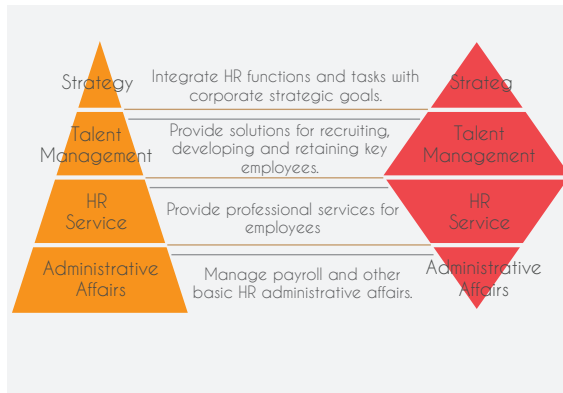 Strategy
Talent
Management
HR
Service
Administrative
Affairs
Integrate HR functions and tasks with
corporate strategic goals.
Provide solutions for recruiting,
developing and retaining key
employees.
Provide professional services for
employees
Manage payroll and other
basic HR administrative affairs.
Strateg
Talent
Management
HR
Service
Administrative
Affairs